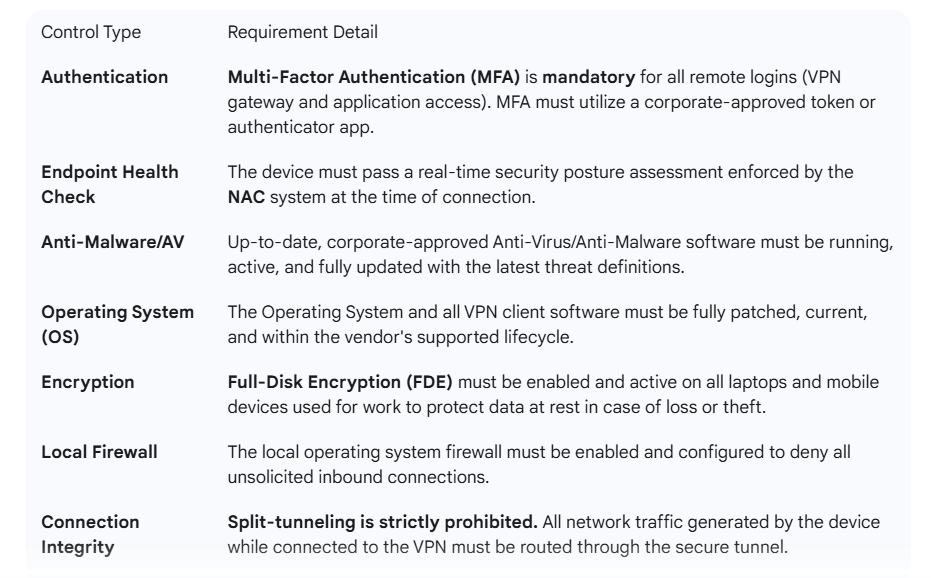 Control Type
Requirement Detail
Authentication
Multi-Factor Authentication (MFA) is mandatory for all remote logins (VPN
gateway and application access). MFA must utilize a corporate-approved token or
authenticator app.
Endpoint Health
Check
The device must pass a real-time security posture assessment enforced by the
NAC system at the time of connection.
Anti-Malware/AV
Up-to-date, corporate-approved Anti-Virus/Anti-Malware software must be running,
active, and fully updated with the latest threat definitions.
Operating System
(OS)
The Operating System and all VPN client software must be fully patched, current,
and within the vendor's supported lifecycle.
Encryption
Full-Disk Encryption (FDE) must be enabled and active on all laptops and mobile
devices used for work to protect data at rest in case of loss or theft.
Local Firewall
The local operating system firewall must be enabled and configured to deny all
unsolicited inbound connections.
Connection
Integrity
Split-tunneling is strictly prohibited. All network traffic generated by the device
while connected to the VPN must be routed through the secure tunnel.